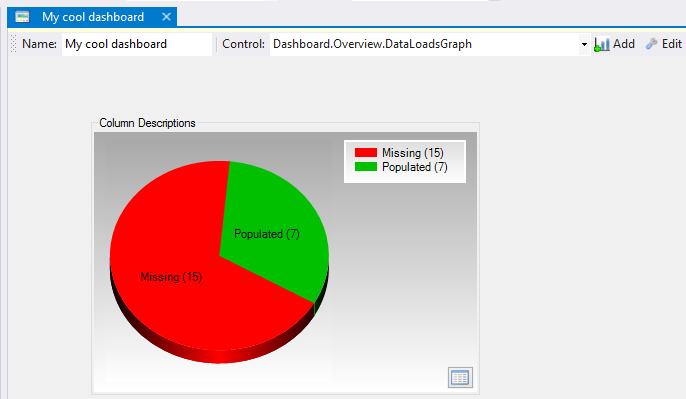 My cool dashboard
Name: My cool dashboard Control: Dashboard.Overview.DataLoadsGraph Add Edit
Column Descriptions
Missing (15)
Populated (7)
Populated (7)
Missing (15)